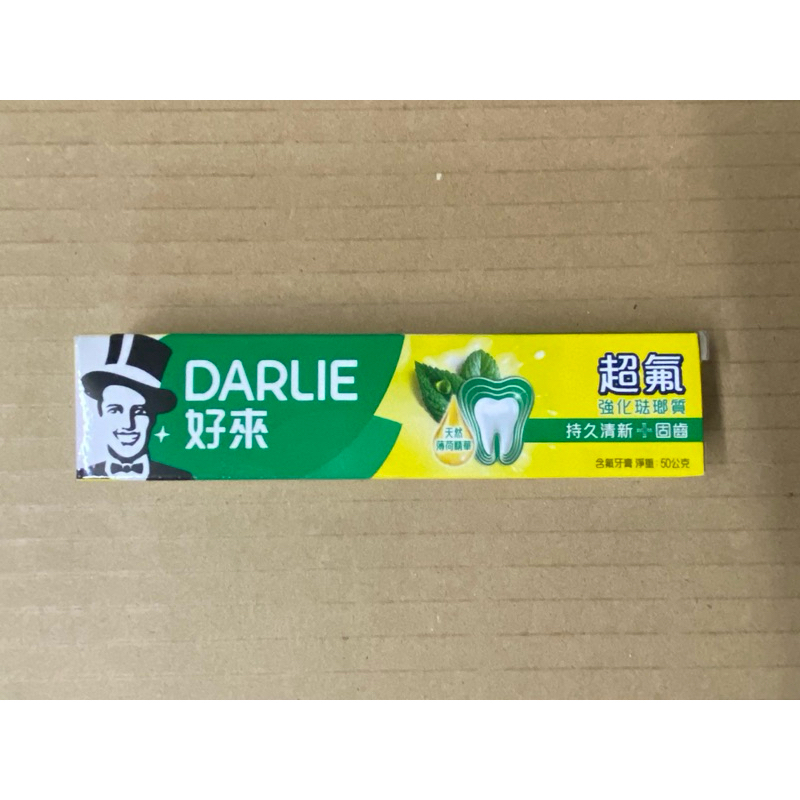 DARLIE
好來
天然
薄荷精華
超氟
強化琺瑯質
持久清新+固齒
含氟牙膏 淨重:50公克